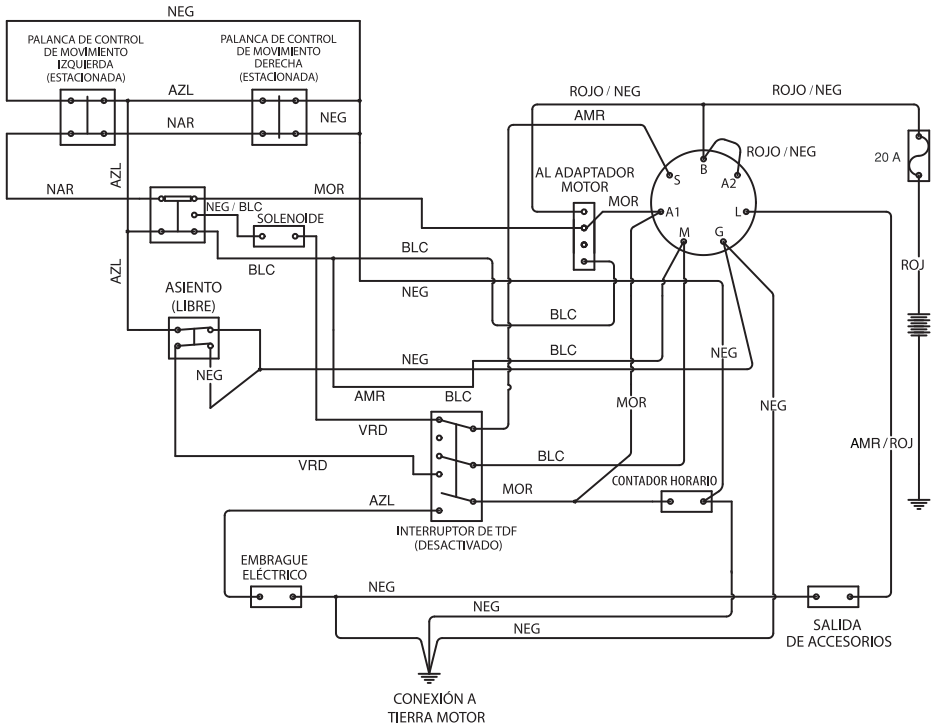 NEG
PALANCA DE CONTROL
DE MOVIMIENTO
IZQUIERDA
(ESTACIONADA)
PALANCA DE CONTROL
DE MOVIMIENTO
DERECHA
(ESTACIONADA)
AZL
NEG
NAR
ROJO / NEG
ROJO / NEG
AMR
B
ROJO / NEG
20 A
AL ADAPTADOR
MOTOR
S
A2
AZL
NAR
MOR
MOR
A1
L
NEG / BLC
SOLENOIDE
M
G
BLC
BLC
AZL
ROJ
ASIENTO
(LIBRE)
NEG
BLC
BLC
NEG
NEG
NEG
AMR
BLC
MOR
NEG
VRD
AMR / ROJ
VRD
BLC
AZL
MOR
CONTADOR HORARIO
INTERRUPTOR DE TDF
(DESACTIVADO)
EMBRAGUE
ELÉCTRICO
NEG
NEG
NEG
SALIDA
DE ACCESORIOS
CONEXIÓN A
TIERRA MOTOR